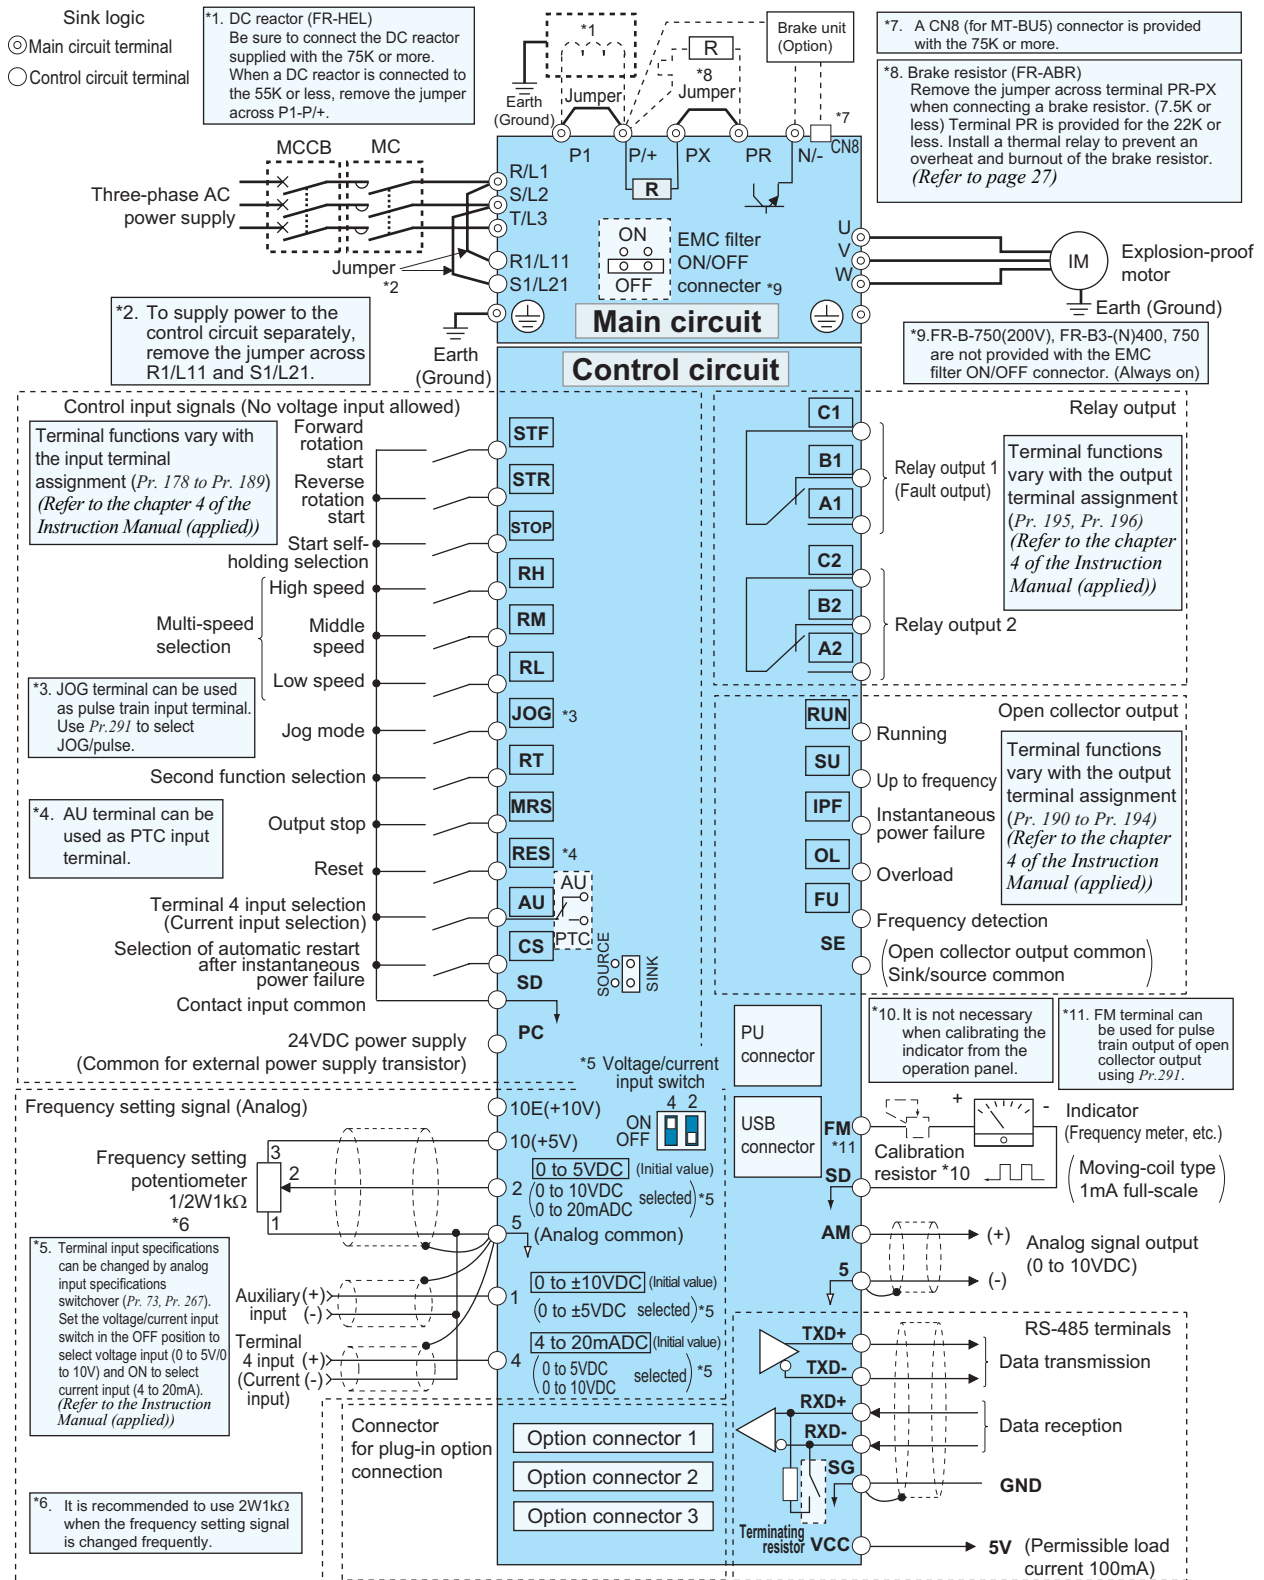 Sink logic
Main circuit terminal
Control circuit terminal
*1. DC reactor (FR-HEL)
Be sure to connect the DC reactor
supplied with the 75K or more.
When a DC reactor is connected to
the 55K or less, remove the jumper
across P1-P/+.
*1
Earth
(Ground)
Jumper
R
*8
Jumper
Brake unit
(Option)
*7
CN8
*7. A CN8 (for MT-BU5) connector is provided
with the 75K or more.
*8. Brake resistor (FR-ABR)
Remove the jumper across terminal PR-PX
when connecting a brake resistor. (7.5K or
less) Terminal PR is provided for the 22K or
less. Install a thermal relay to prevent an
overheat and burnout of the brake resistor.
(Refer to page 27)
MCCB
MC
Three-phase AC
power supply
P1
P/+
PX
PR
N/-
R
R/L1
S/L2
T/L3
R1/L11
S1/L21
Jumper
*2
ON
OFF
EMC filter
ON/OFF
connecter *9
U
V
W
IM
Explosion-proof
motor
Earth (Ground)
*2. To supply power to the
control circuit separately,
remove the jumper across
R1/L11 and S1/L21.
Earth
(Ground)
Main circuit
*9.FR-B-750(200V), FR-B3-(N)400, 750
are not provided with the EMC
filter ON/OFF connector. (Always on)
Control circuit
Control input signals (No voltage input allowed)
Terminal functions vary with
the input terminal
assignment (Pr. 178 to Pr. 189)
(Refer to the chapter 4 of the
Instruction Manual (applied))
Forward
rotation
start
STF
Reverse
rotation
start
STR
Start self-
holding selection
STOP
Multi-speed
selection
High speed
RH
Middle
speed
RM
Low speed
RL
*3. JOG terminal can be used
as pulse train input terminal.
Use Pr.291 to select
JOG/pulse.
Jog mode
JOG
*3
Second function selection
RT
*4. AU terminal can be
used as PTC input
terminal.
Output stop
MRS
Reset
RES
*4
Terminal 4 input selection
(Current input selection)
AU
AU
PTC
Selection of automatic restart
after instantaneous
power failure
CS
SOURCE
SINK
Contact input common
SD
24VDC power supply
(Common for external power supply transistor)
PC
Relay output
C1
B1
A1
Relay output 1
(Fault output)
C2
B2
A2
Relay output 2
Terminal functions
vary with the output
terminal assignment
(Pr. 195, Pr. 196)
(Refer to the chapter
4 of the Instruction
Manual (applied))
Open collector output
RUN
Running
SU
Up to frequency
IPF
Instantaneous
power failure
OL
Overload
FU
Frequency detection
SE
(Open collector output common
Sink/source common)
Terminal functions
vary with the output
terminal assignment
(Pr. 190 to Pr. 194)
(Refer to the chapter
4 of the Instruction
Manual (applied))
PU
connector
USB
connector
*10. It is not necessary
when calibrating the
indicator from the
operation panel.
*11. FM terminal can
be used for pulse
train output of open
collector output
using Pr.291.
Frequency setting signal (Analog)
*5 Voltage/current
input switch
4 2
ON
OFF
10E(+10V)
10(+5V)
Frequency setting
potentiometer
1/2W1kΩ
*6
3
2
1
2
0 to 5VDC (Initial value)
(0 to 10VDC
0 to 20mADC selected) *5
5
(Analog common)
*5. Terminal input specifications
can be changed by analog
input specifications
switchover (Pr. 73, Pr. 267).
Set the voltage/current input
switch in the OFF position to
select voltage input (0 to 5V/0
to 10V) and ON to select
current input (4 to 20mA).
(Refer to the Instruction
Manual (applied))
Auxiliary (+)
input (-)
1
0 to ±10VDC (Initial value)
(0 to ±5VDC selected) *5
Terminal
4 input (+)
(Current (-)
input)
4
4 to 20mADC (Initial value)
(0 to 5VDC
0 to 10VDC selected) *5
FM
*11
+
-
Indicator
(Frequency meter, etc.)
Calibration
resistor *10
(Moving-coil type
1mA full-scale)
SD
AM
(+)
5
(-)
Analog signal output
(0 to 10VDC)
RS-485 terminals
TXD+
TXD-
Data transmission
RXD+
RXD-
Data reception
SG
GND
Terminating
resistor
VCC
5V (Permissible load
current 100mA)
Connector
for plug-in option
connection
Option connector 1
Option connector 2
Option connector 3
*6. It is recommended to use 2W1kΩ
when the frequency setting signal
is changed frequently.